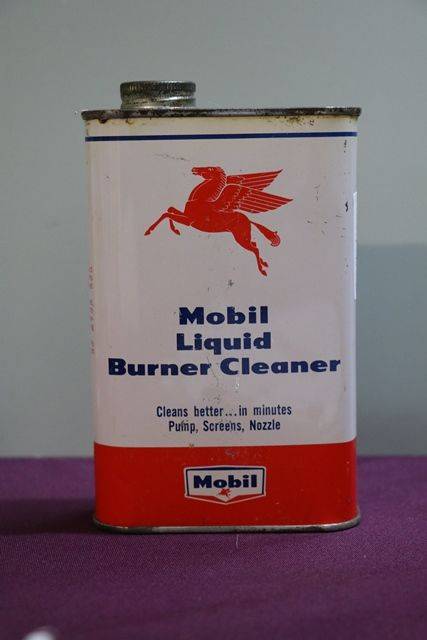 Mobil
Liquid
Burner Cleaner
Cleans better...in minutes
Pump, Screens, Nozzle
Mobil